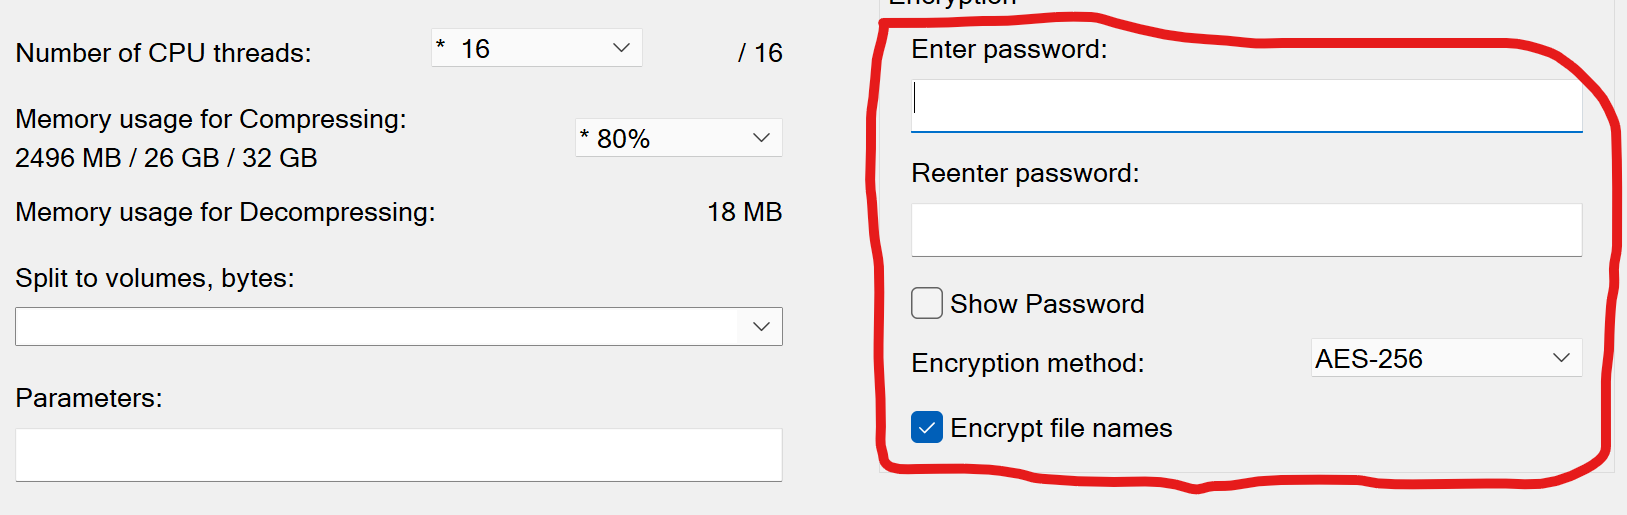 Encryption
Number of CPU threads:
* 16
/ 16
Memory usage for Compressing:
2496 MB / 26 GB / 32 GB
* 80%
Memory usage for Decompressing:
18 MB
Split to volumes, bytes:
Parameters:
Enter password:
Reenter password:
Show Password
Encryption method:
AES-256
Encrypt file names